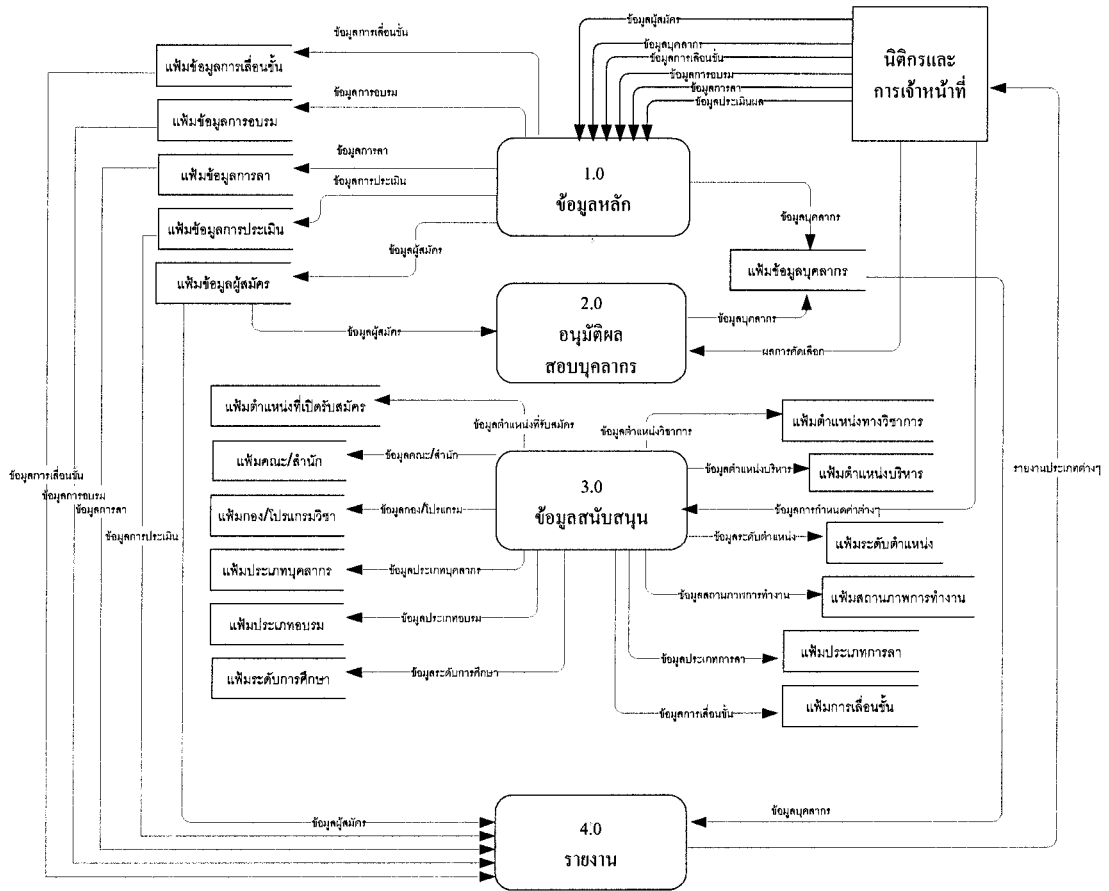 ข้อมูลผู้สมัคร
ข้อมูลบุคลากร
ข้อมูลการเลื่อนขั้น
ข้อมูลการอบรม
ข้อมูลการลา
ข้อมูลประเมินผล
นิติกรและ
การเจ้าหน้าที่
ข้อมูลการเลื่อนขั้น
แฟ้มข้อมูลการเลื่อนขั้น
ข้อมูลการอบรม
แฟ้มข้อมูลการอบรม
ข้อมูลการลา
แฟ้มข้อมูลการลา
ข้อมูลการประเมิน
แฟ้มข้อมูลการประเมิน
ข้อมูลผู้สมัคร
แฟ้มข้อมูลผู้สมัคร
1.0
ข้อมูลหลัก
ข้อมูลบุคลากร
แฟ้มข้อมูลบุคลากร
2.0
อนุมัติผล
สอบบุคลากร
ข้อมูลผู้สมัคร
ข้อมูลบุคลากร
ผลการคัดเลือก
แฟ้มตำแหน่งที่เปิดรับสมัคร
ข้อมูลตำแหน่งที่รับสมัคร
ข้อมูลตำแหน่งวิชาการ
แฟ้มตำแหน่งทางวิชาการ
แฟ้มคณะ/สำนัก
ข้อมูลคณะ/สำนัก
ข้อมูลตำแหน่งบริหาร
แฟ้มตำแหน่งบริหาร
รายงานประเภทต่างๆ
ข้อมูลการเลื่อนขั้น
ข้อมูลการอบรม
ข้อมูลการลา
ข้อมูลการประเมิน
3.0
ข้อมูลสนับสนุน
แฟ้มกอง/โปรแกรมวิชา
ข้อมูลกอง/โปรแกรม
ข้อมูลการกำหนดค่าต่างๆ
ข้อมูลระดับตำแหน่ง
แฟ้มระดับตำแหน่ง
แฟ้มประเภทบุคลากร
ข้อมูลประเภทบุคลากร
ข้อมูลสถานภาพการทำงาน
แฟ้มสถานภาพการทำงาน
แฟ้มประเภทอบรม
ข้อมูลประเภทอบรม
ข้อมูลประเภทการลา
แฟ้มประเภทการลา
แฟ้มระดับการศึกษา
ข้อมูลระดับการศึกษา
ข้อมูลการเลื่อนขั้น
แฟ้มการเลื่อนขั้น
ข้อมูลผู้สมัคร
4.0
รายงาน
ข้อมูลบุคลากร